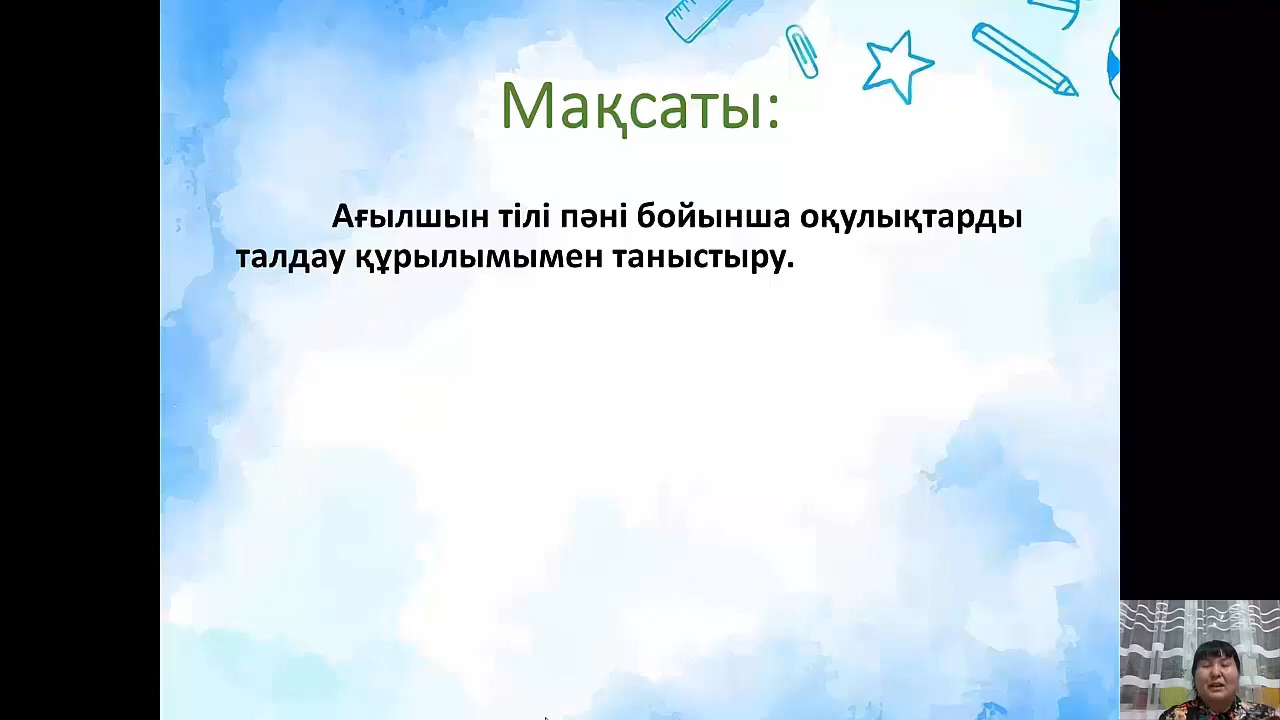 Мақсаты:
Ағылшын тілі пәні бойынша оқулықтарды
талдау құрылымымен таныстыру.